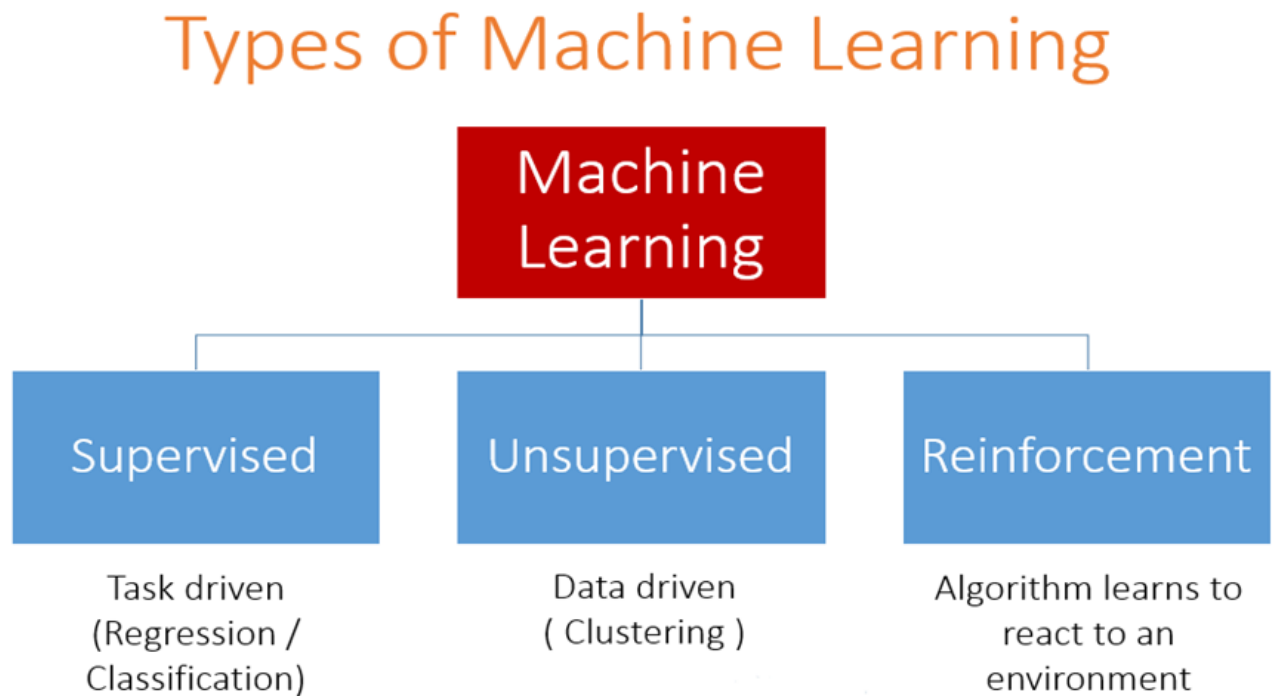 Types of Machine Learning
Machine
Learning
Supervised
Unsupervised
Reinforcement
Task driven
(Regression /
Classification)
Data driven
( Clustering )
Algorithm learns to
react to an
environment